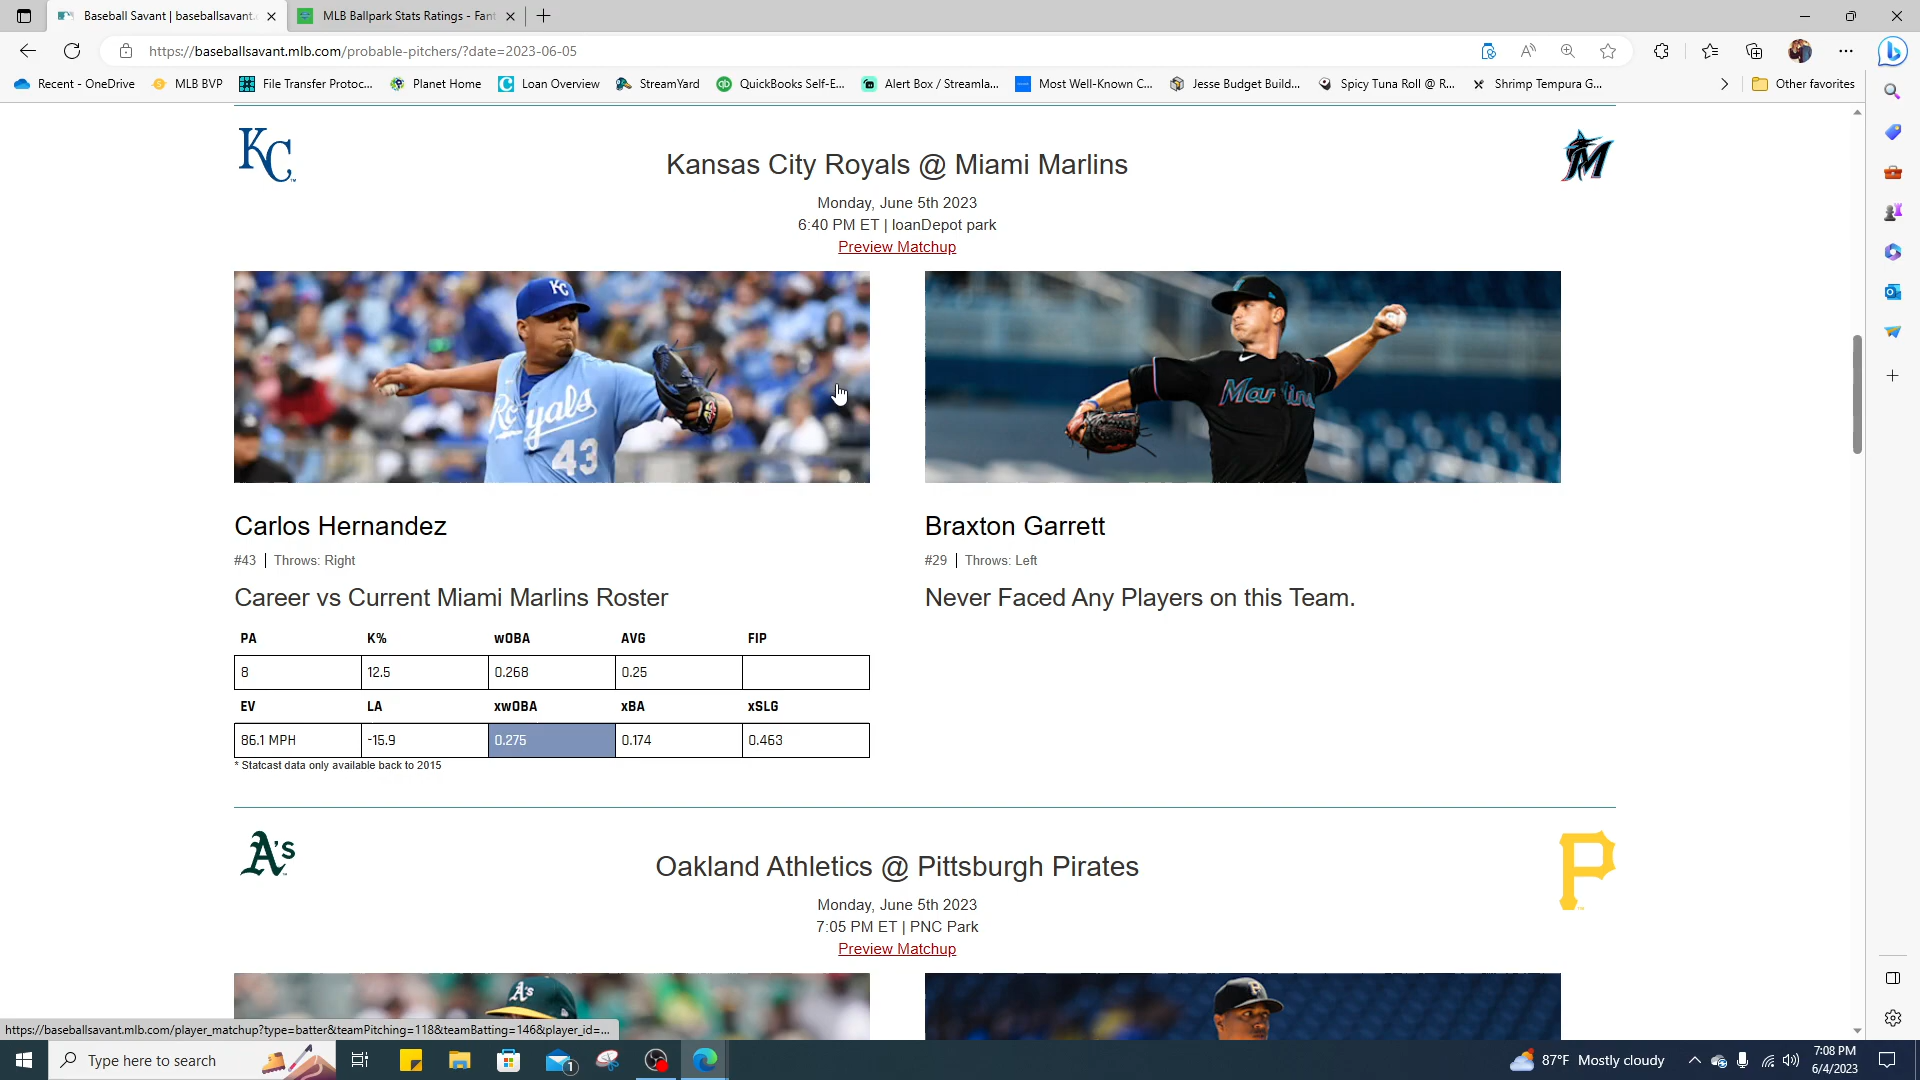 Baseball Savant | baseballsavant.
MLB Ballpark Stats Ratings - Fant
https://baseballsavant.mlb.com/probable-pitchers/?date=2023-06-05
Recent - OneDrive
MLB BVP
File Transfer Protoc...
Planet Home
Loan Overview
StreamYard
QuickBooks Self-E...
Alert Box / Streamla...
Most Well-Known C...
Jesse Budget Build...
Spicy Tuna Roll @ R...
Shrimp Tempura G...
Other favorites
KC
M
Kansas City Royals @ Miami Marlins
Monday, June 5th 2023
6:40 PM ET | loanDepot park
Preview Matchup
KC
Royals
43
Marlins
Carlos Hernandez
#43 | Throws: Right
Career vs Current Miami Marlins Roster
PA K% wOBA AVG FIP
8 12.5 0.268 0.25
EV LA xwOBA xBA xSLG
86.1 MPH -15.9 0.275 0.174 0.463
* Statcast data only available back to 2015
Braxton Garrett
#29 | Throws: Left
Never Faced Any Players on this Team.
A's
P
Oakland Athletics @ Pittsburgh Pirates
Monday, June 5th 2023
7:05 PM ET | PNC Park
Preview Matchup
A's
https://baseballsavant.mlb.com/player_matchup?type=batter&teamPitching=118&teamBatting=146&player_id=...
Type here to search
1
87°F Mostly cloudy
7:08 PM
6/4/2023